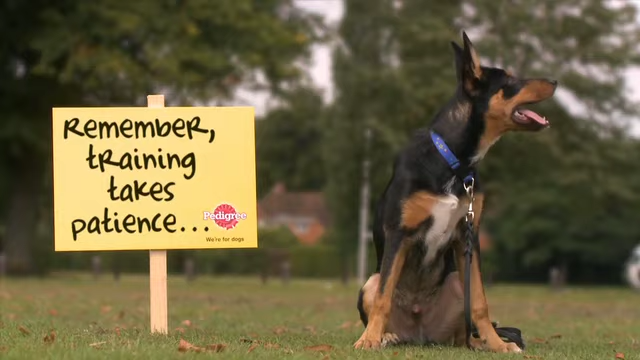 Remember,
training
takes
patience...
Pedigree
We're for dogs